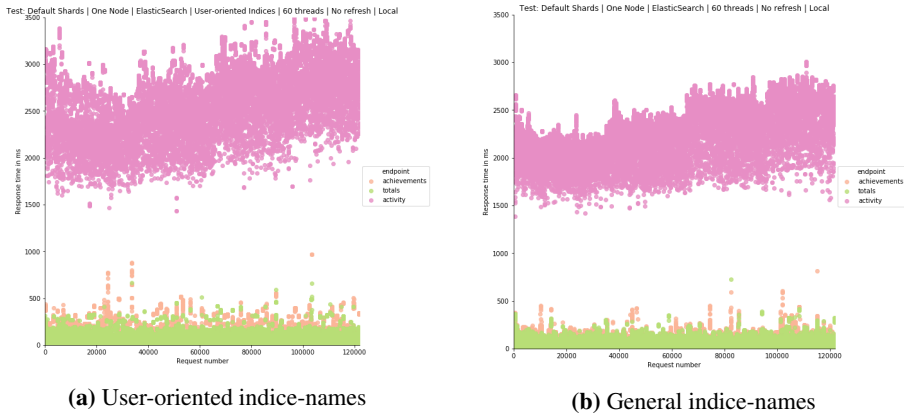 Test: Default Shards | One Node | ElasticSearch | User-oriented Indices | 60 threads | No refresh | Local
3500
3000
2500
2000
1500
1000
500
0
Response time in ms
0 20000 40000 60000 80000 100000 120000
Request number
endpoint
achievements
totals
activity
(a) User-oriented indice-names
Test: Default Shards | One Node | ElasticSearch | 60 threads | No refresh | Local
3500
3000
2500
2000
1500
1000
500
0
Response time in ms
0 20000 40000 60000 80000 100000 120000
Request number
endpoint
achievements
totals
activity
(b) General indice-names